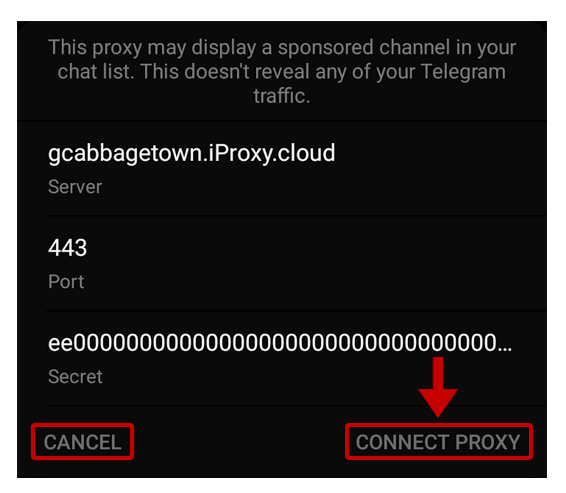 This proxy may display a sponsored channel in your
chat list. This doesn't reveal any of your Telegram
traffic.
gcabbagetown.iProxy.cloud
Server
443
Port
ee00000000000000000000000000000000...
Secret
CANCEL
CONNECT PROXY